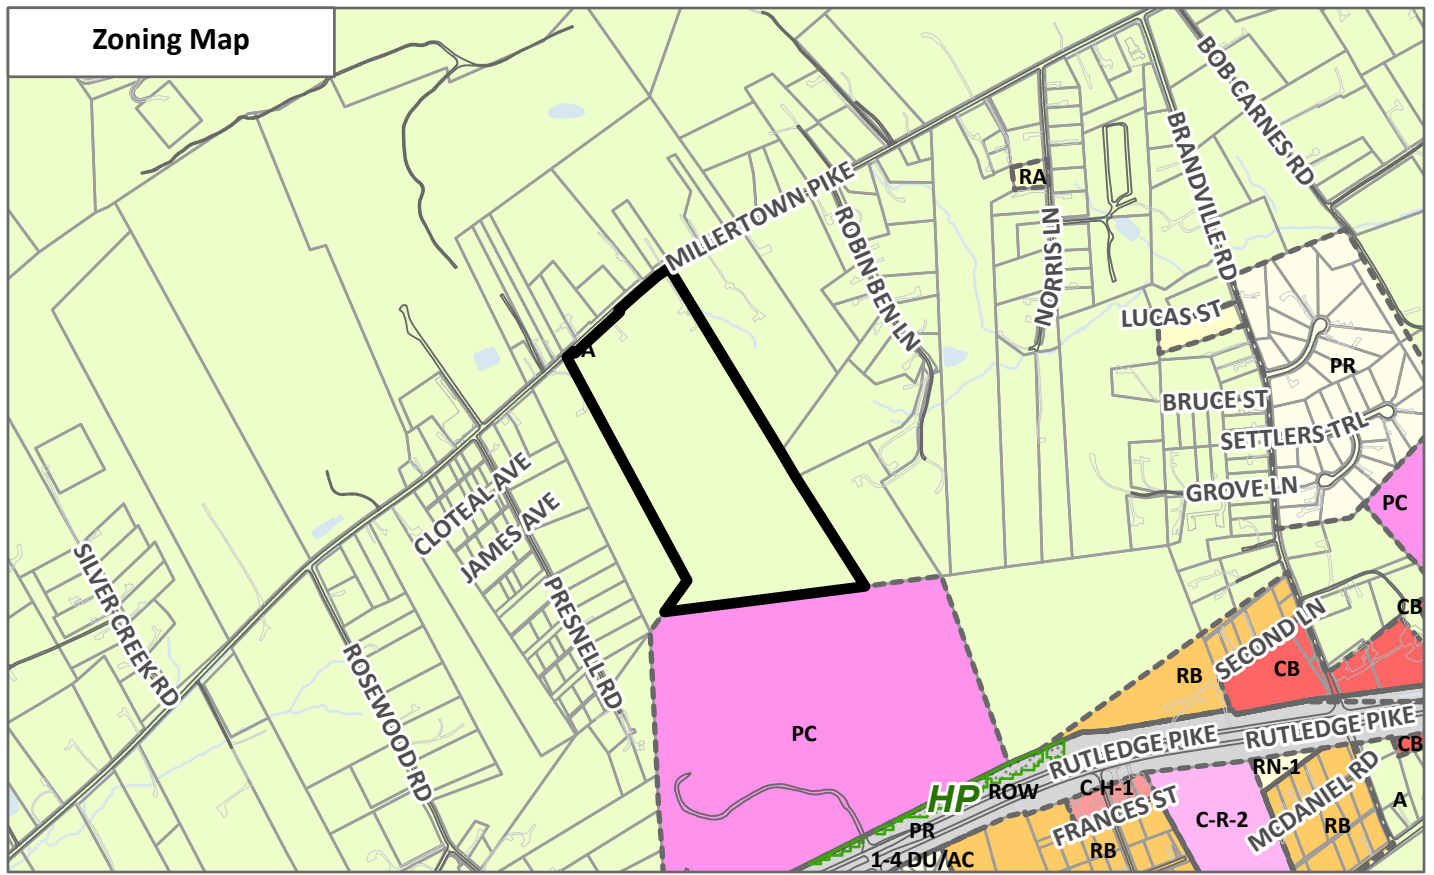 Zoning Map
BOB CARNES RD
BRANDVILLE RD
MILLERTOWN PIKE
RA
ROBIN BEN LN
NORRIS LN
LUCAS ST
A
PR
BRUCE ST
SETTLERS TRL
GROVE LN
PC
CLOTEAL AVE
JAMES AVE
SILVER CREEK RD
PRESNELL RD
ROSEWOOD RD
SECOND LN
CB
RB
CB
PC
RUTLEDGE PIKE
RUTLEDGE PIKE
CB
RN-1
MCDANIEL RD
HP
ROW
C-H-1
FRANCES ST
C-R-2
A
PR
1-4 DU/AC
RB
RB